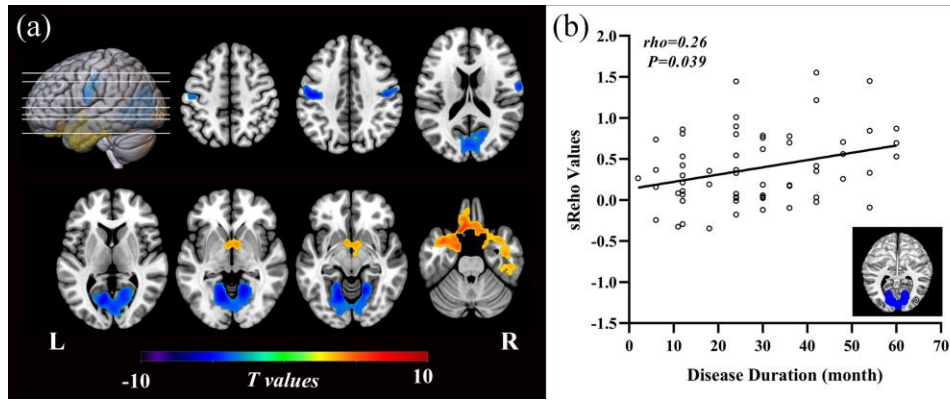 (a)
L
R
-10
T values
10
(b)
rho=0.26
P=0.039
sReho Values
2.0
1.5
1.0
0.5
0.0
-0.5
-1.0
-1.5
0 10 20 30 40 50 60 70
Disease Duration (month)